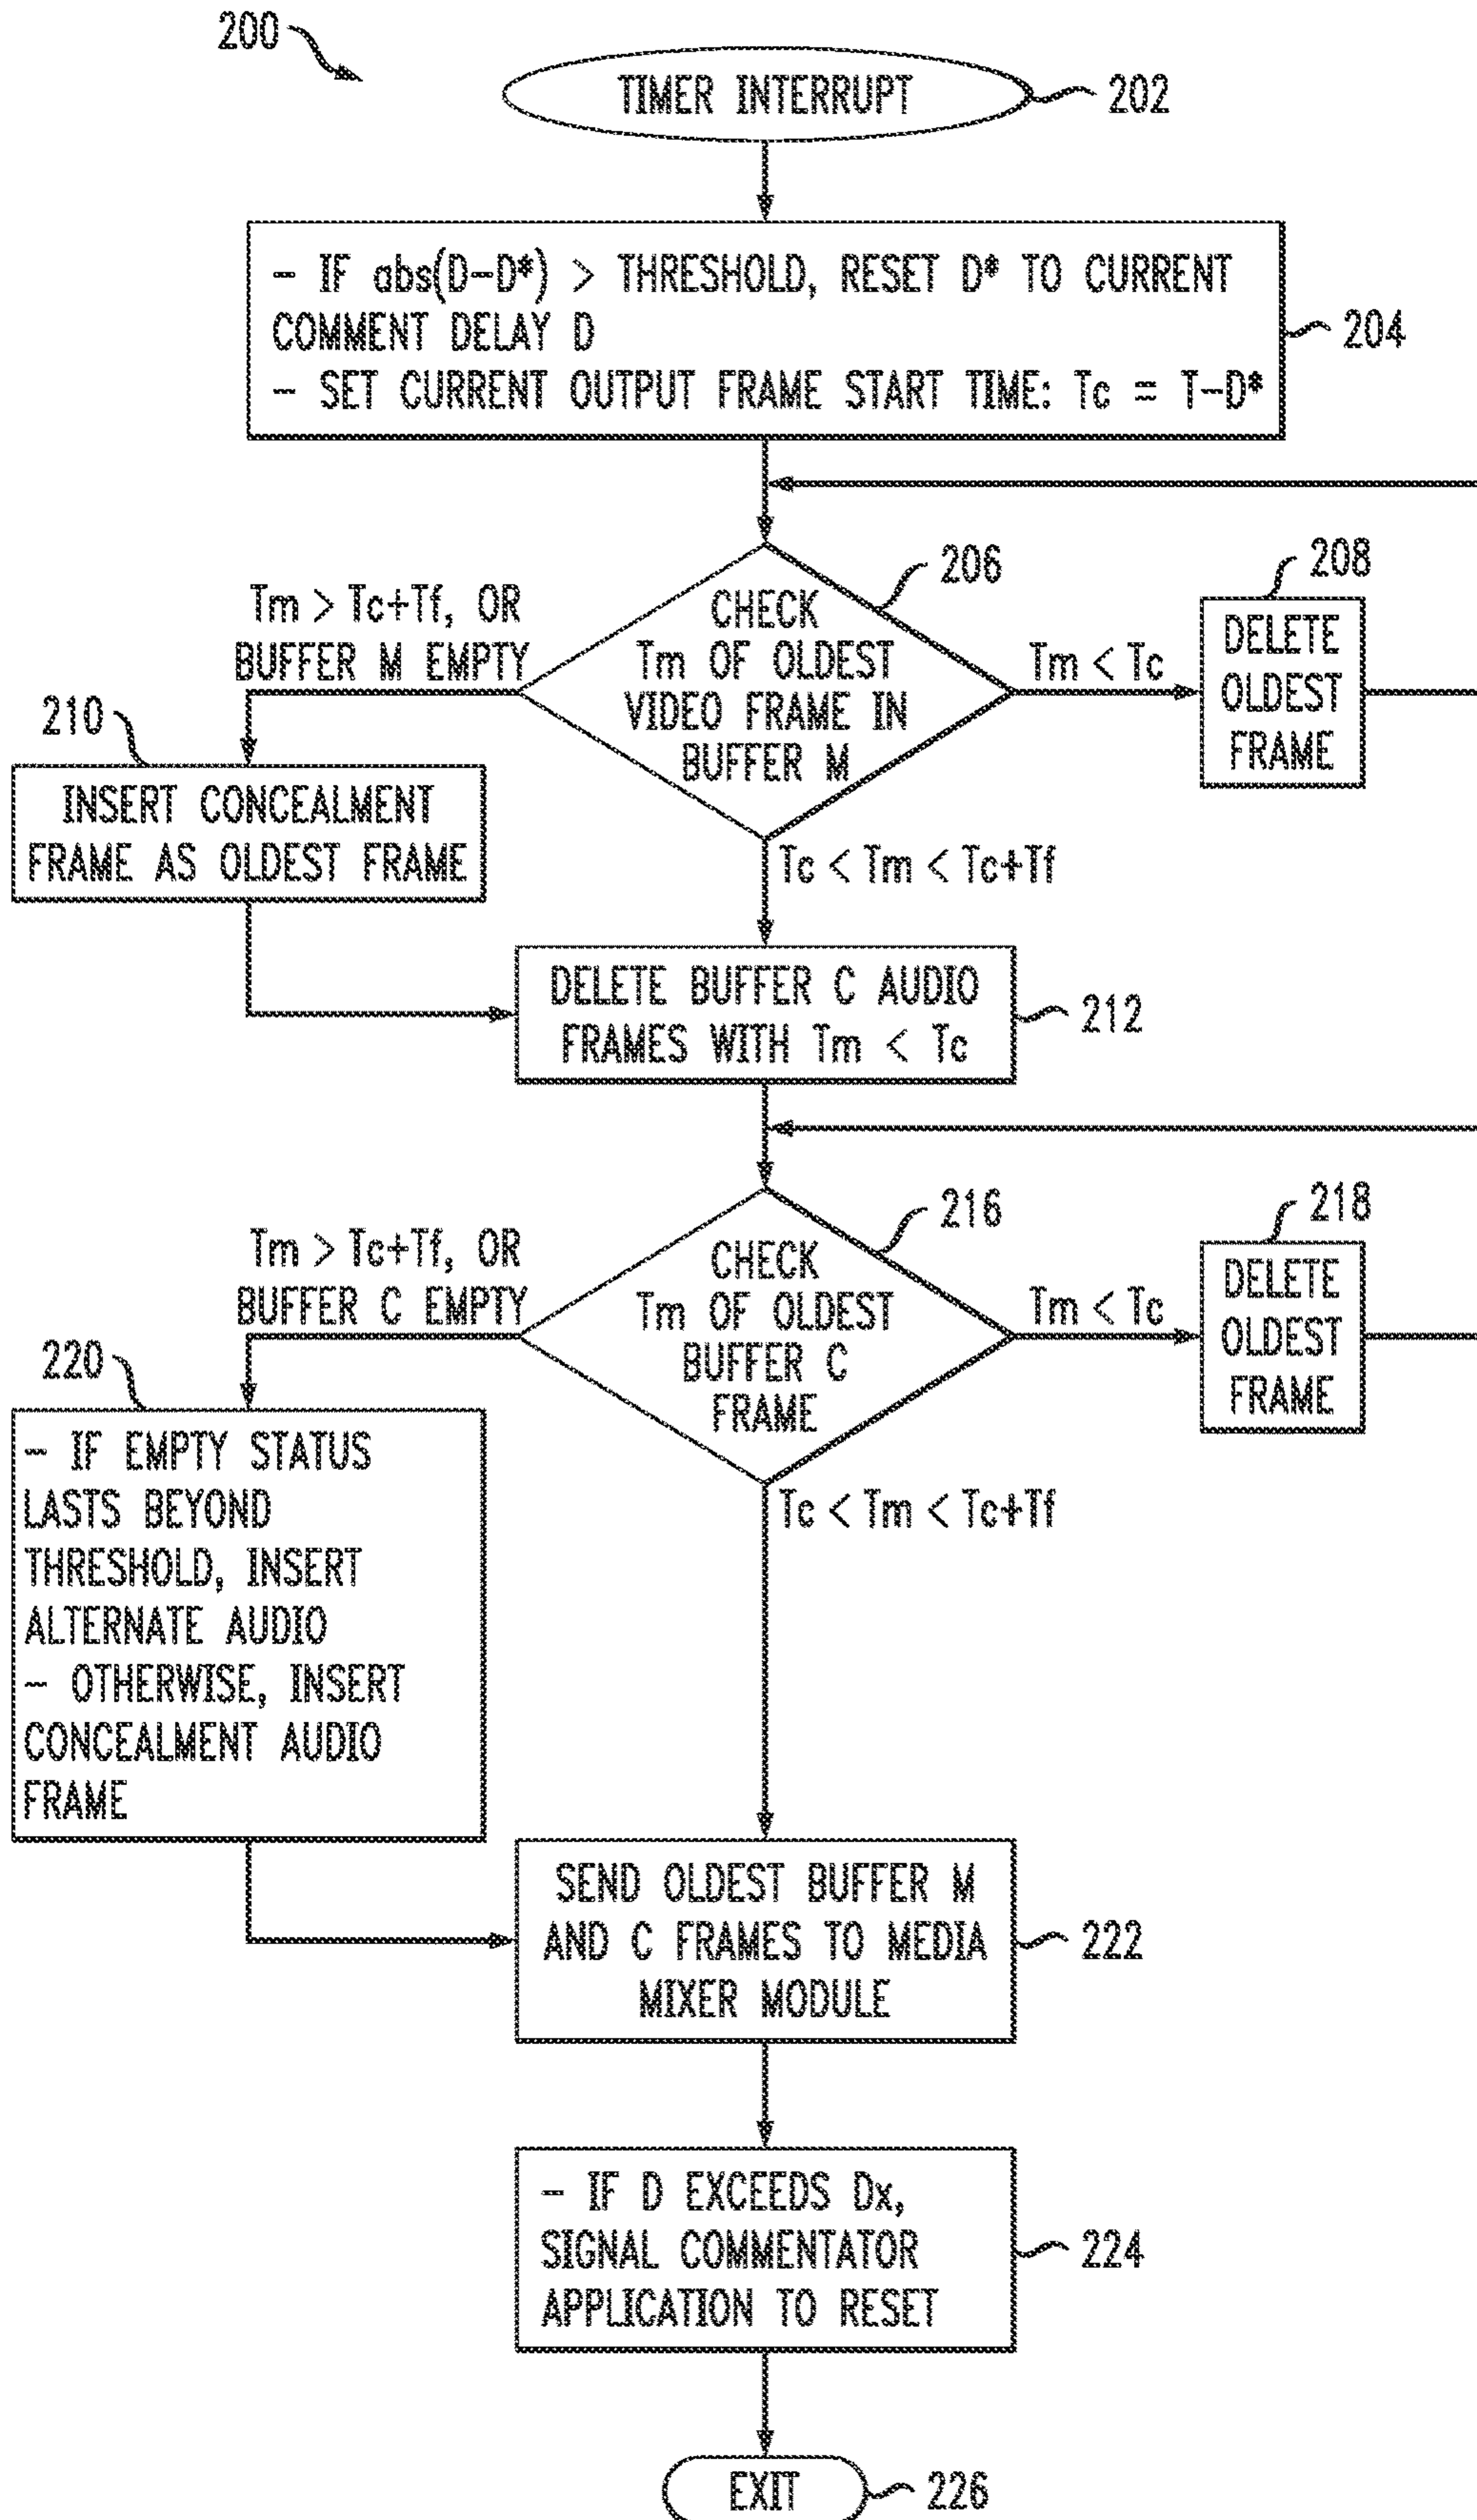 200
TIMER INTERRUPT
202
- IF abs(D-D*) > THRESHOLD, RESET D* TO CURRENT
COMMENT DELAY D
- SET CURRENT OUTPUT FRAME START TIME: Tc = T-D*
204
Tm > Tc+Tf, OR
BUFFER M EMPTY
CHECK
Tm OF OLDEST
VIDEO FRAME IN
BUFFER M
206
Tm < Tc
208
DELETE
OLDEST
FRAME
210
INSERT CONCEALMENT
FRAME AS OLDEST FRAME
Tc < Tm < Tc+Tf
DELETE BUFFER C AUDIO
FRAMES WITH Tm < Tc
212
Tm > Tc+Tf, OR
BUFFER C EMPTY
CHECK
Tm OF OLDEST
BUFFER C
FRAME
216
Tm < Tc
218
DELETE
OLDEST
FRAME
220
- IF EMPTY STATUS
LASTS BEYOND
THRESHOLD, INSERT
ALTERNATE AUDIO
- OTHERWISE, INSERT
CONCEALMENT AUDIO
FRAME
Tc < Tm < Tc+Tf
SEND OLDEST BUFFER M
AND C FRAMES TO MEDIA
MIXER MODULE
222
- IF D EXCEEDS Dx,
SIGNAL COMMENTATOR
APPLICATION TO RESET
224
EXIT
226